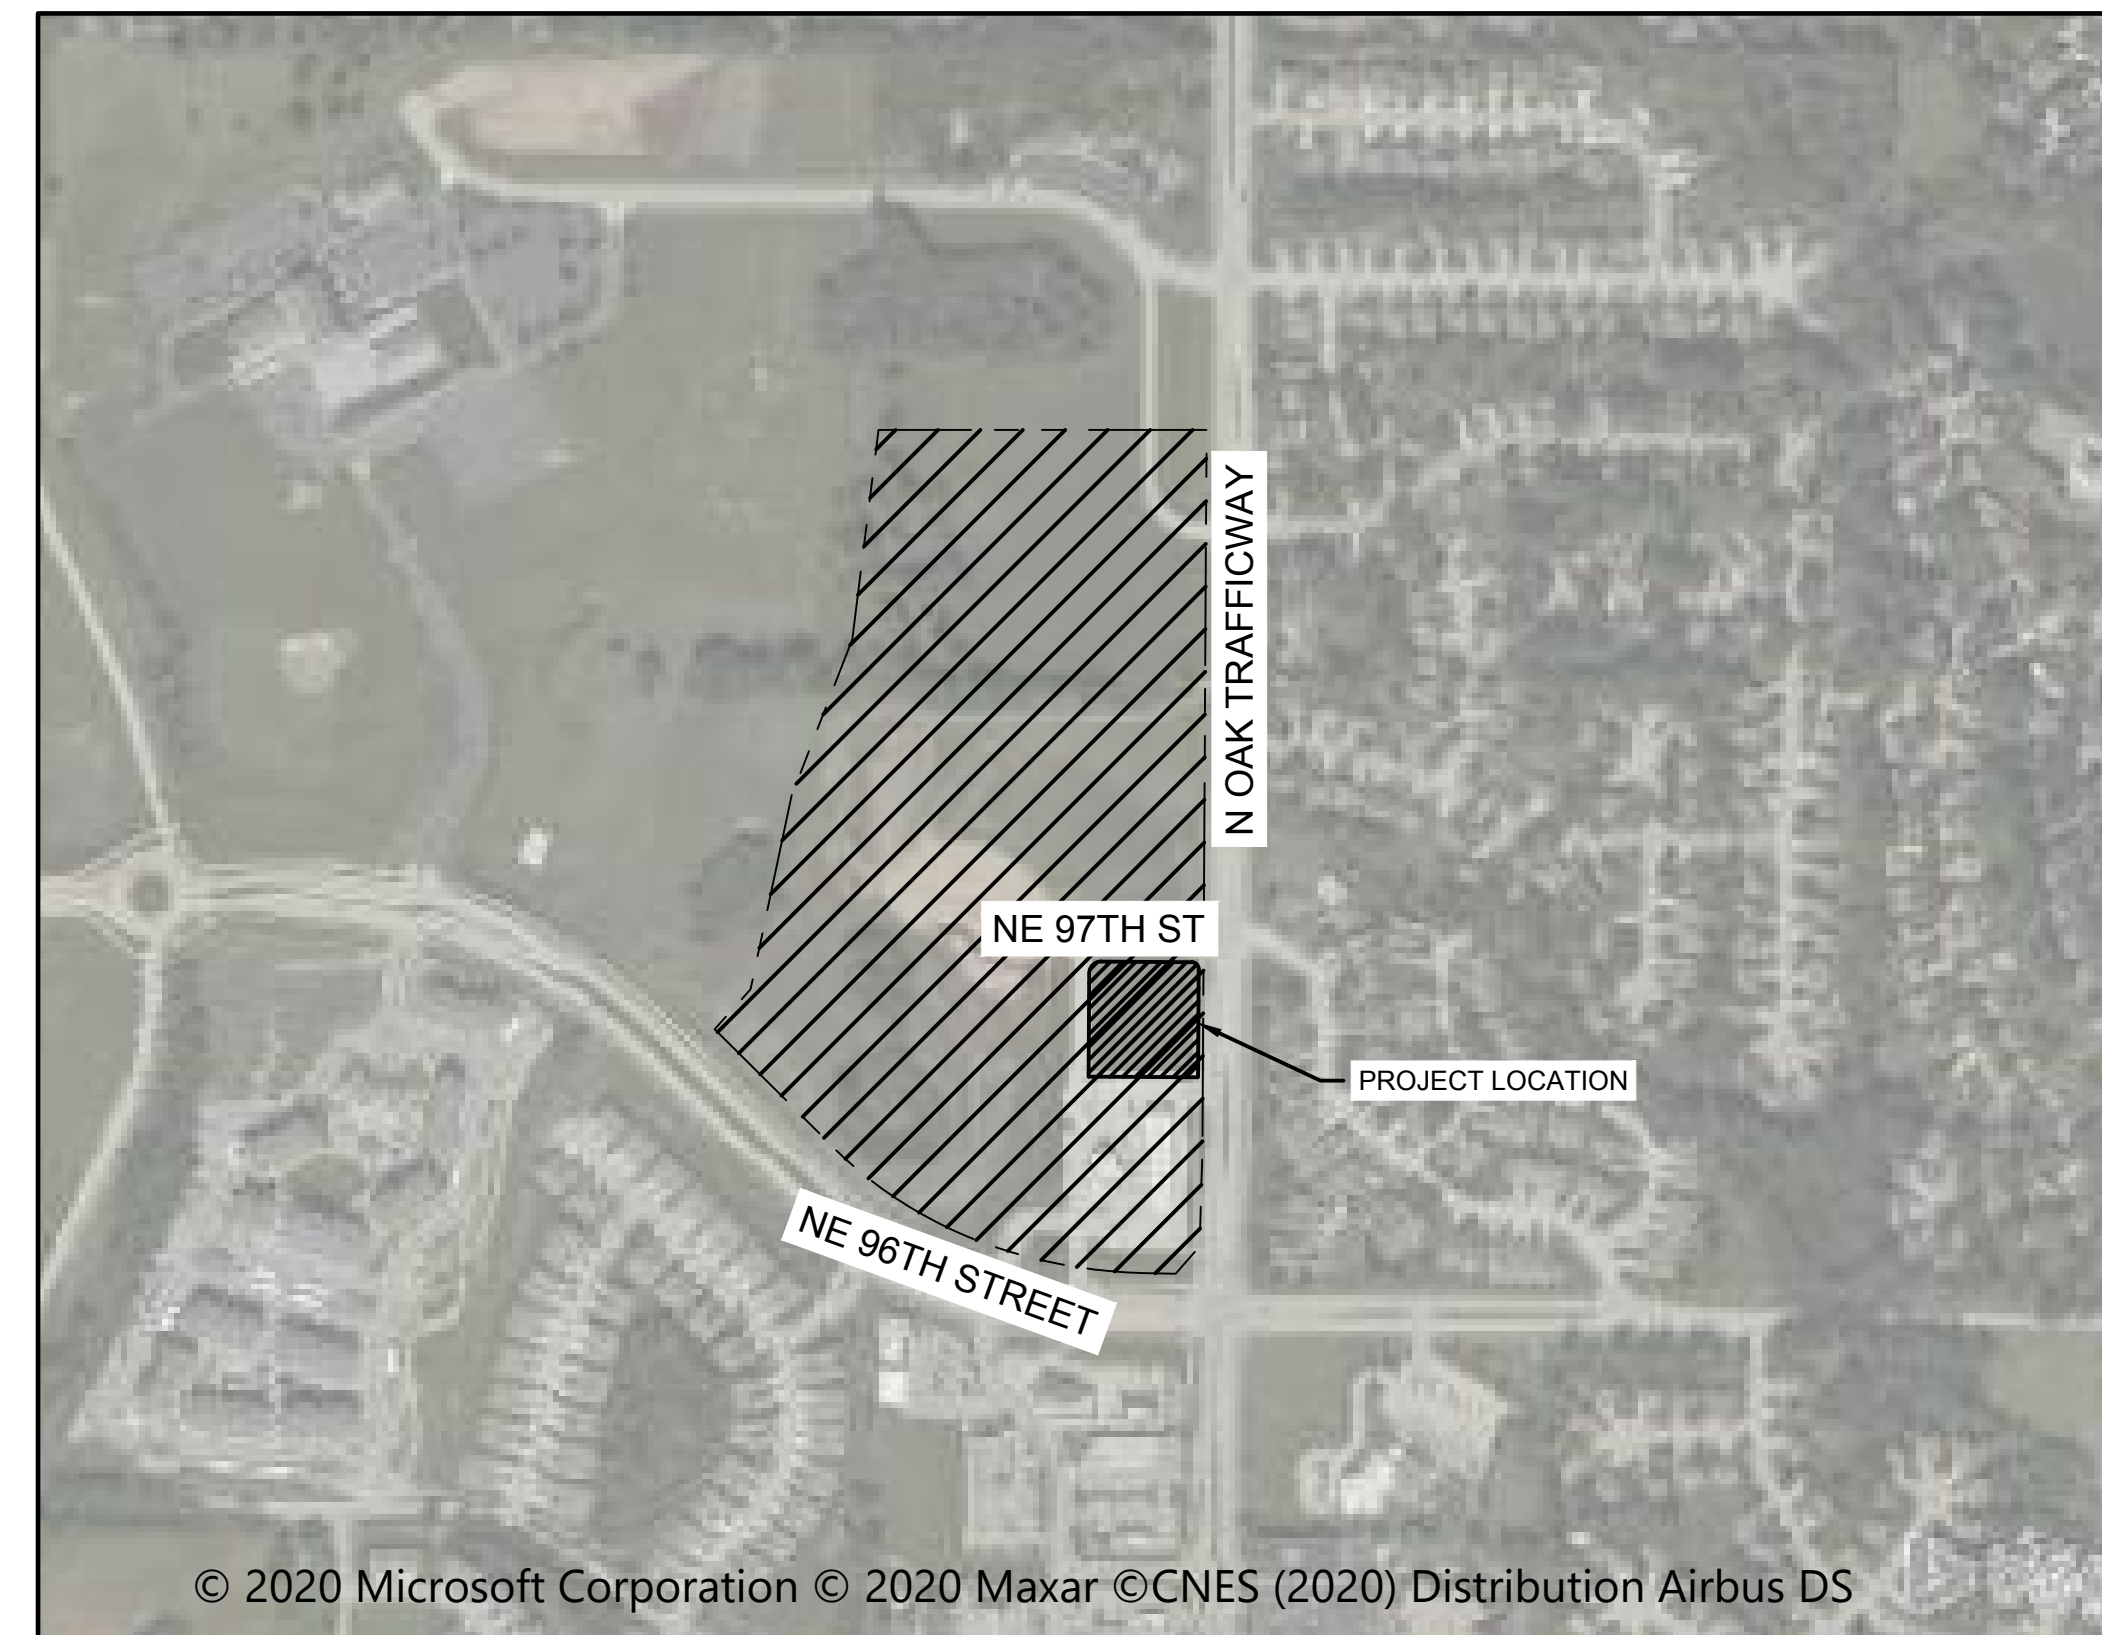 N OAK TRAFFICWAY
NE 97TH ST
PROJECT LOCATION
NE 96TH STREET
© 2020 Microsoft Corporation © 2020 Maxar ©CNES (2020) Distribution Airbus DS